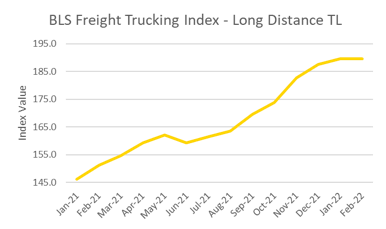 BLS Freight Trucking Index - Long Distance TL
195.0
185.0
175.0
165.0
155.0
145.0
Index Value
Jan-21
Feb-21
Mar-21
Apr-21
May-21
Jun-21
Jul-21
Aug-21
Sep-21
Oct-21
Nov-21
Dec-21
Jan-22
Feb-22